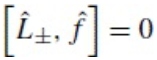 [L̂±, f̂] = 0